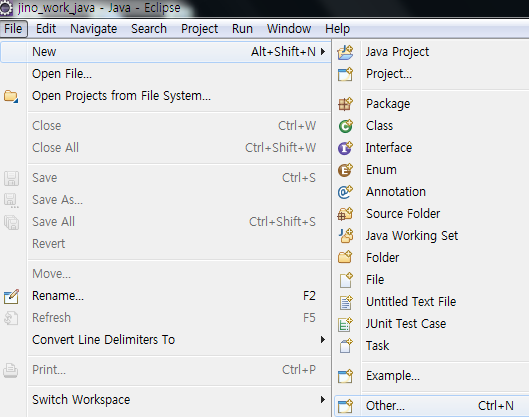 jino_work_java - Java - Eclipse
File Edit Navigate Search Project Run Window Help
New Alt+Shift+N
Open File...
Open Projects from File System...
Close Ctrl+W
Close All Ctrl+Shift+W
Save Ctrl+S
Save As...
Save All Ctrl+Shift+S
Revert
Move...
Rename... F2
Refresh F5
Convert Line Delimiters To
Print... Ctrl+P
Switch Workspace
Java Project
Project...
Package
Class
Interface
Enum
Annotation
Source Folder
Java Working Set
Folder
File
Untitled Text File
JUnit Test Case
Task
Example...
Other... Ctrl+N